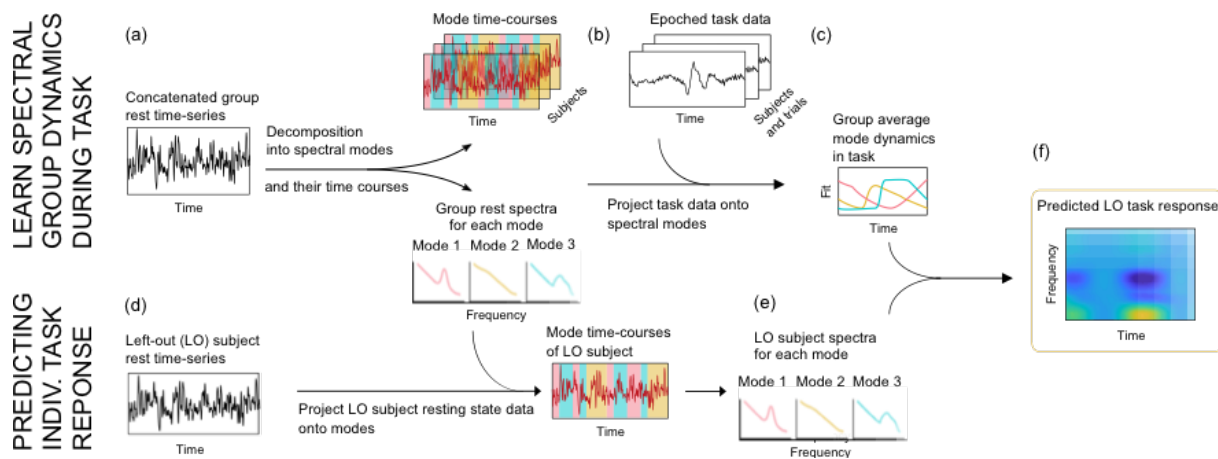 LEARN SPECTRAL
GROUP DYNAMICS
DURING TASK
(a)
Concatenated group
rest time-series
Time
Decomposition
into spectral modes
and their time courses
Mode time-courses
Subjects
Time
Group rest spectra
for each mode
Mode 1 Mode 2 Mode 3
Frequency
(b)
Epoched task data
Subjects
and trials
Time
Project task data onto
spectral modes
(c)
Group average
mode dynamics
in task
Fit
Time
PREDICTING
INDIV. TASK
REPONSE
(d)
Left-out (LO) subject
rest time-series
Time
Project LO subject resting state data
onto modes
Mode time-courses
of LO subject
Time
(e)
LO subject spectra
for each mode
Mode 1 Mode 2 Mode 3
Frequency
(f)
Predicted LO task response
Frequency
Time